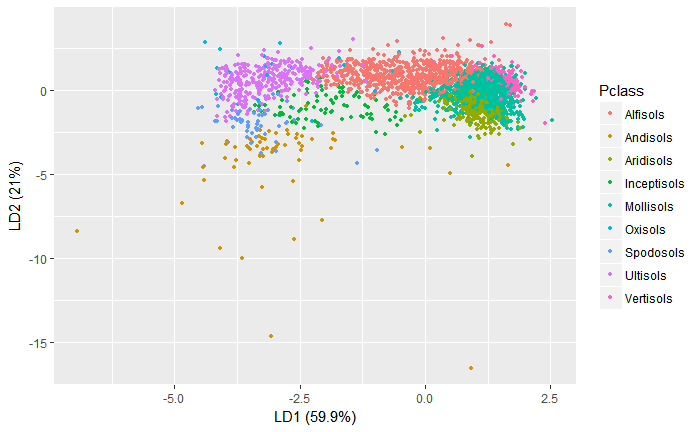 LD2 (21%)
0
-5
-10
-15
-5.0
-2.5
0.0
2.5
LD1 (59.9%)
Pclass
Alfisols
Andisols
Aridisols
Inceptisols
Mollisols
Oxisols
Spodosols
Ultisols
Vertisols